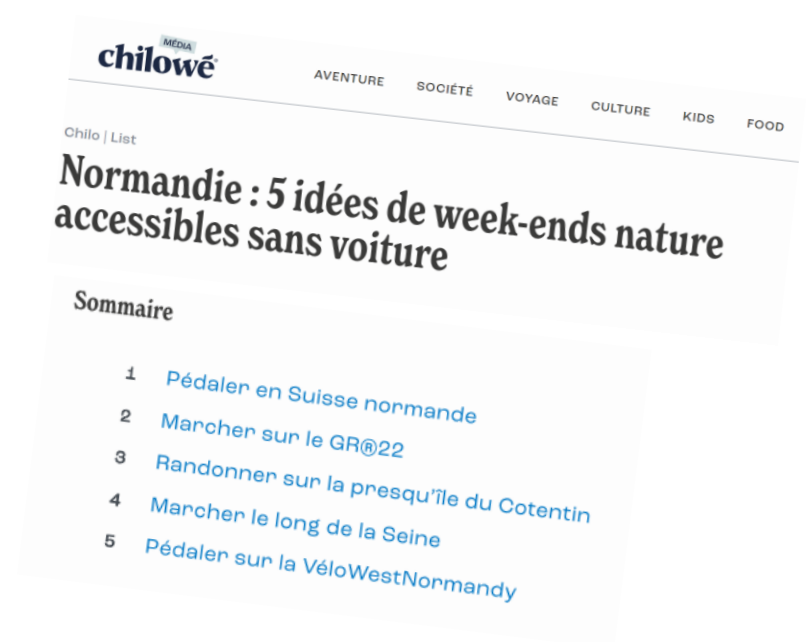 MÉDIA
chilowé
AVENTURE SOCIÉTÉ VOYAGE CULTURE KIDS FOOD
Chilo | List
Normandie : 5 idées de week-ends nature
accessibles sans voiture
Sommaire
1 Pédaler en Suisse normande
2 Marcher sur le GR®22
3 Randonner sur la presqu'île du Cotentin
4 Marcher le long de la Seine
5 Pédaler sur la VéloWestNormandy